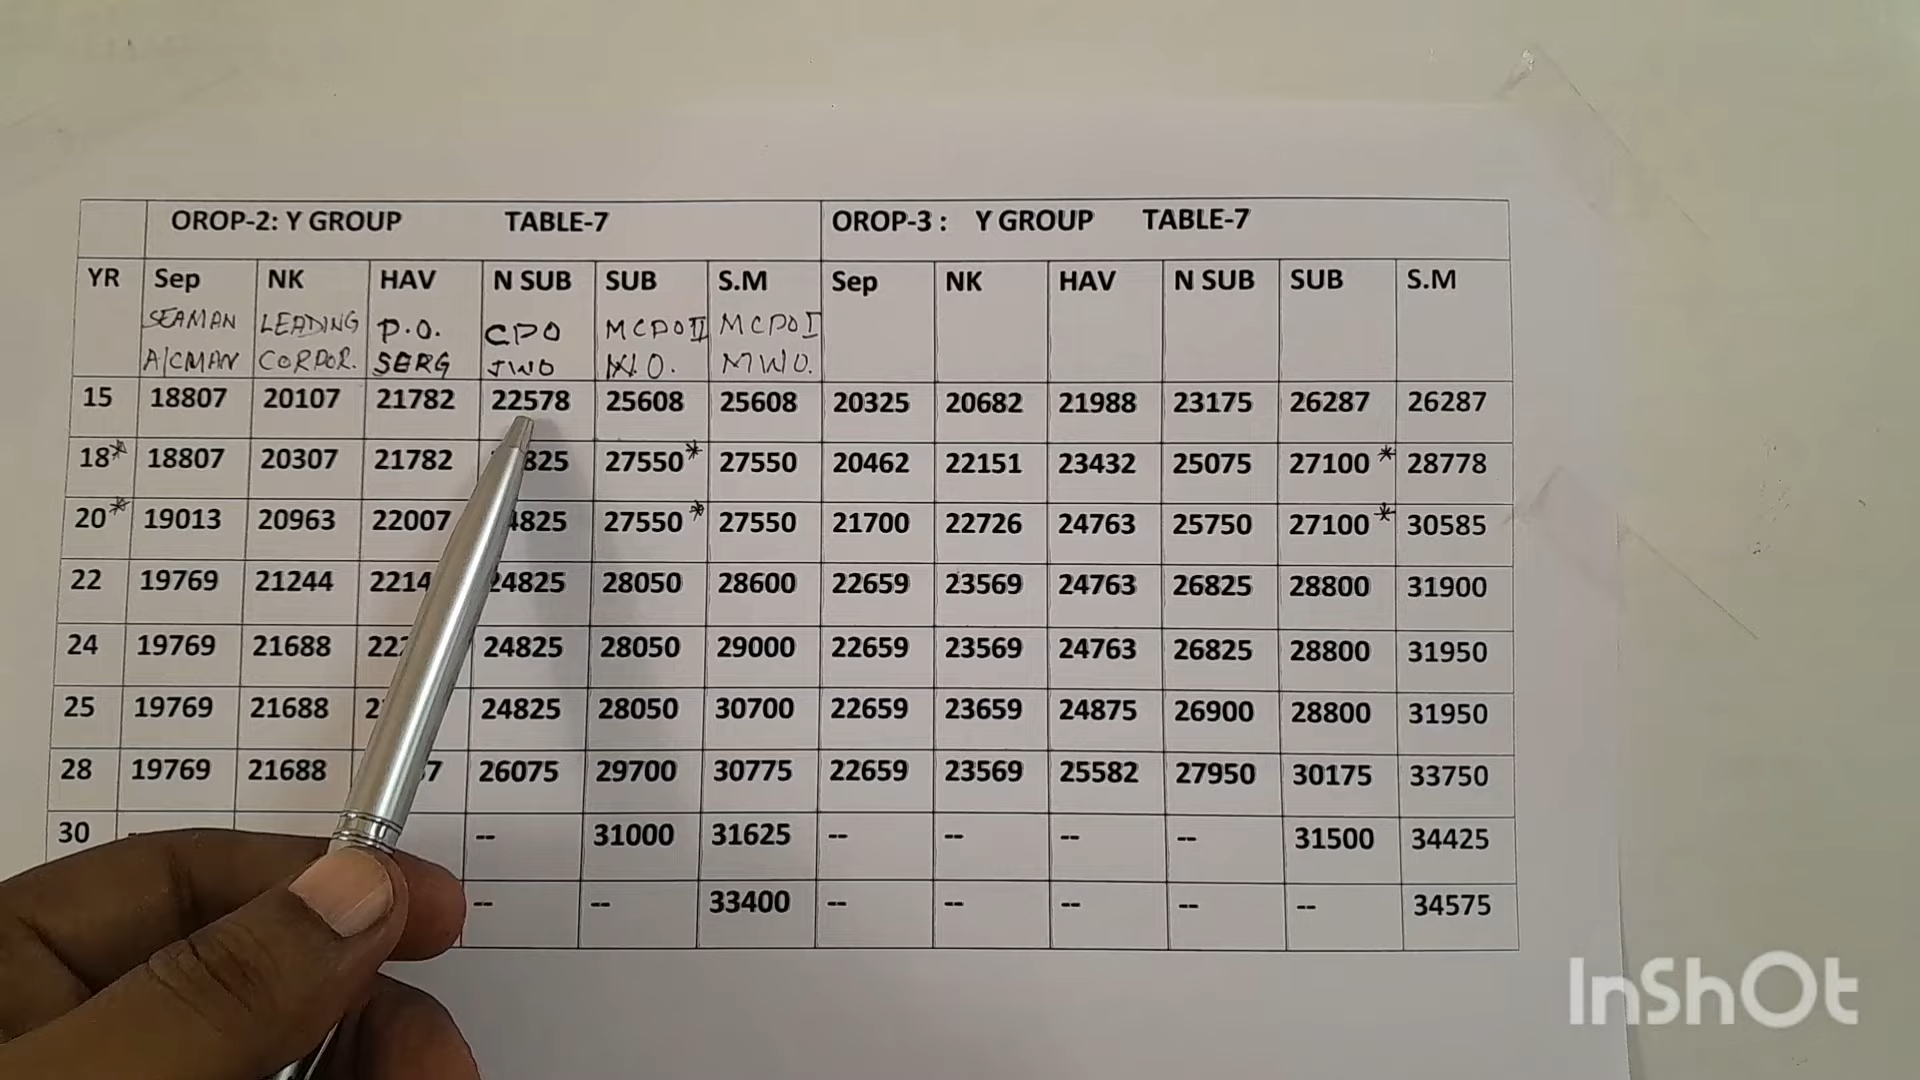 OROP-2: Y GROUP TABLE-7 OROP-3 : Y GROUP TABLE-7
YR Sep NK HAV N SUB SUB S.M Sep NK HAV N SUB SUB S.M
SEAMAN LEADING P.O. CPO MCPO II MCPO I
A/CMAN CORPOR. SERG JWO W.O. MWO.
15 18807 20107 21782 22578 25608 25608 20325 20682 21988 23175 26287 26287
18* 18807 20307 21782 825 27550* 27550 20462 22151 23432 25075 27100* 28778
20* 19013 20963 22007 4825 27550* 27550 21700 22726 24763 25750 27100* 30585
22 19769 21244 2214 24825 28050 28600 22659 23569 24763 26825 28800 31900
24 19769 21688 22 24825 28050 29000 22659 23569 24763 26825 28800 31950
25 19769 21688 2 24825 28050 30700 22659 23659 24875 26900 28800 31950
28 19769 21688 7 26075 29700 30775 22659 23569 25582 27950 30175 33750
30 -- -- 31000 31625 -- -- -- -- 31500 34425
-- -- 33400 -- -- -- -- -- 34575
InShOt